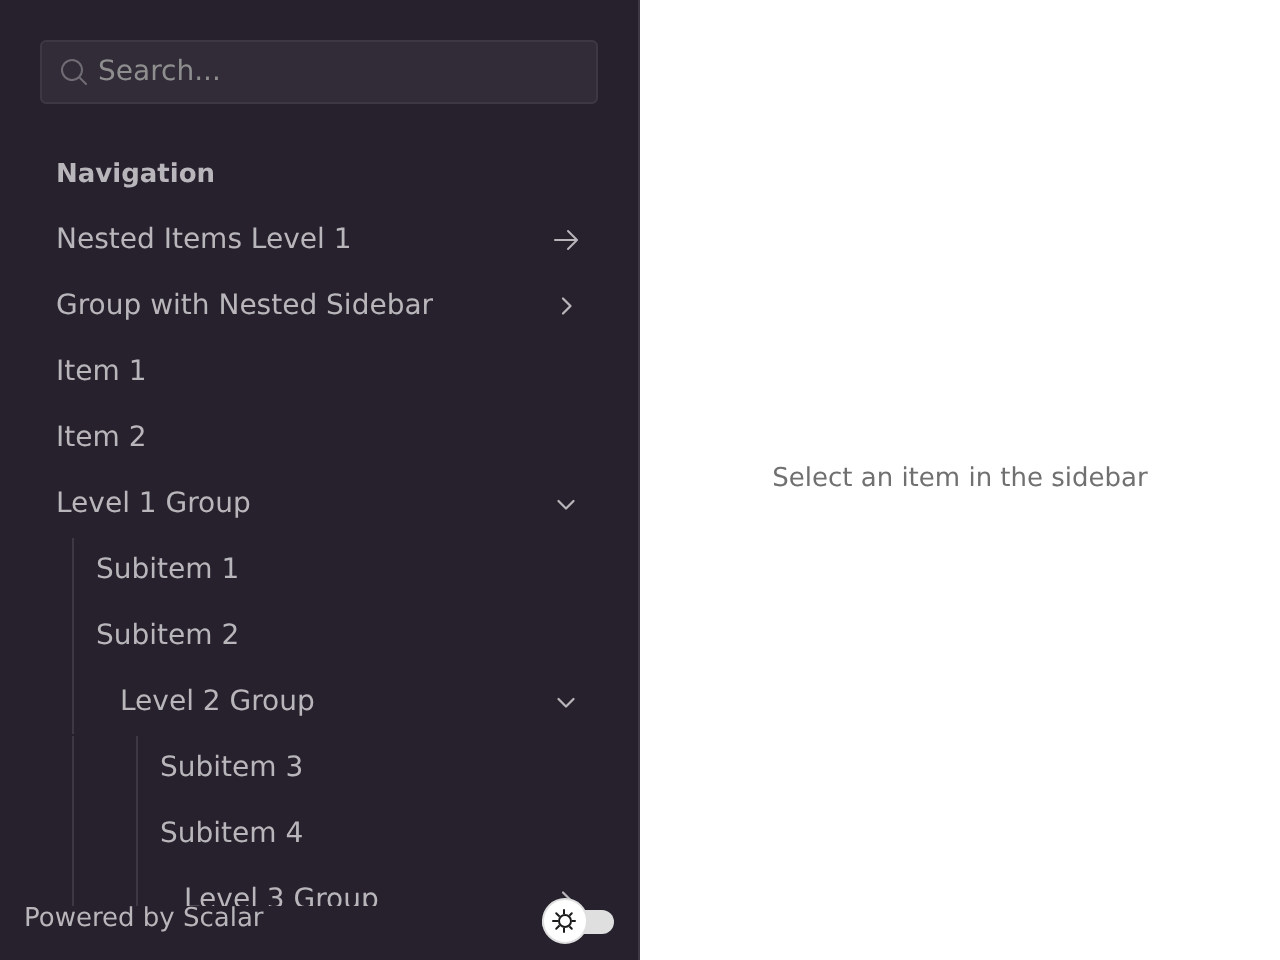 Search...
Navigation
Nested Items Level 1
Group with Nested Sidebar
Item 1
Item 2
Level 1 Group
Subitem 1
Subitem 2
Level 2 Group
Subitem 3
Subitem 4
Level 3 Group
Powered by Scalar
Select an item in the sidebar